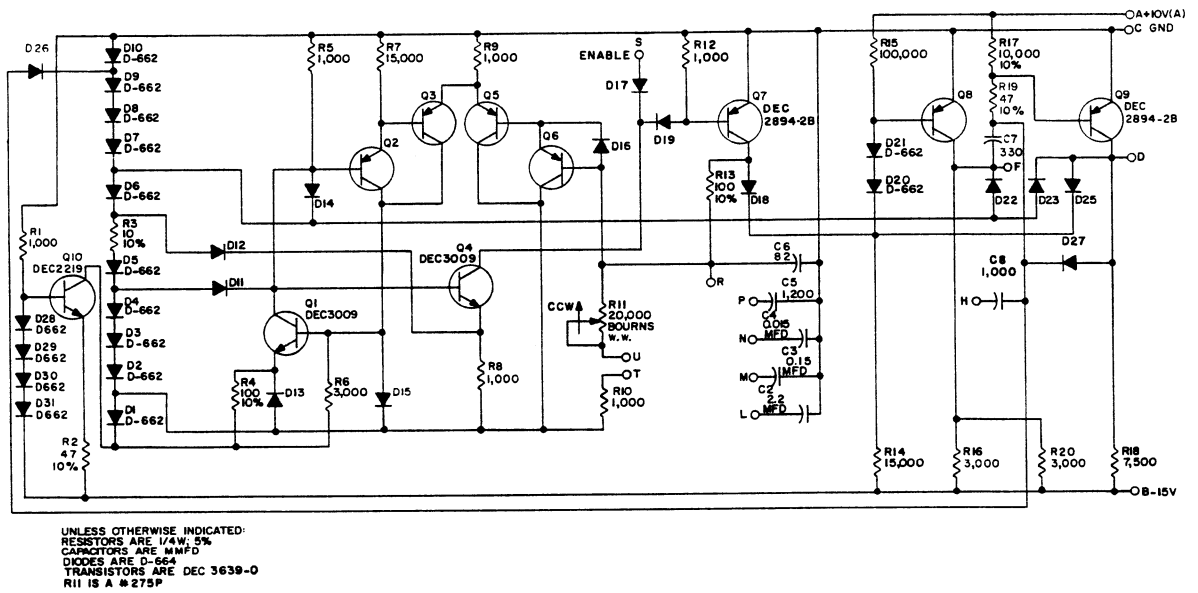 A+10V(A)
C GND
D26
D10
D-662
D9
D-662
D8
D-662
D7
D-662
D6
D-662
R3
10
10%
D5
D-662
D4
D-662
D3
D-662
D2
D-662
D1
D-662
R1
1,000
Q10
DEC2219
D28
D662
D29
D662
D30
D662
D31
D662
R2
47
10%
R5
1,000
R7
15,000
R9
1,000
Q3
Q5
Q2
Q6
D14
D16
D12
D11
Q4
DEC3009
Q1
DEC3009
R4
100
10%
D13
R6
3,000
D15
R8
1,000
CCW
R11
20,000
BOURNS
W.W.
U
T
R10
1,000
S
ENABLE
D17
R12
1,000
D19
Q7
DEC
2894-2B
R13
100
10%
D18
R
C6
82
P
C5
1,200
C4
0.015
MFD
N
C3
0.15
MFD
M
C2
2.2
MFD
L
R15
100,000
D21
D-662
D20
D-662
Q8
R17
10,000
10%
R19
47
10%
C7
330
F
D22
D23
D25
Q9
DEC
2894-2B
D
D27
C8
1,000
H
R14
15,000
R16
3,000
R20
3,000
R18
7,500
B-15V
UNLESS OTHERWISE INDICATED:
RESISTORS ARE 1/4W; 5%
CAPACITORS ARE MMFD
DIODES ARE D-664
TRANSISTORS ARE DEC 3639-0
R11 IS A # 275P